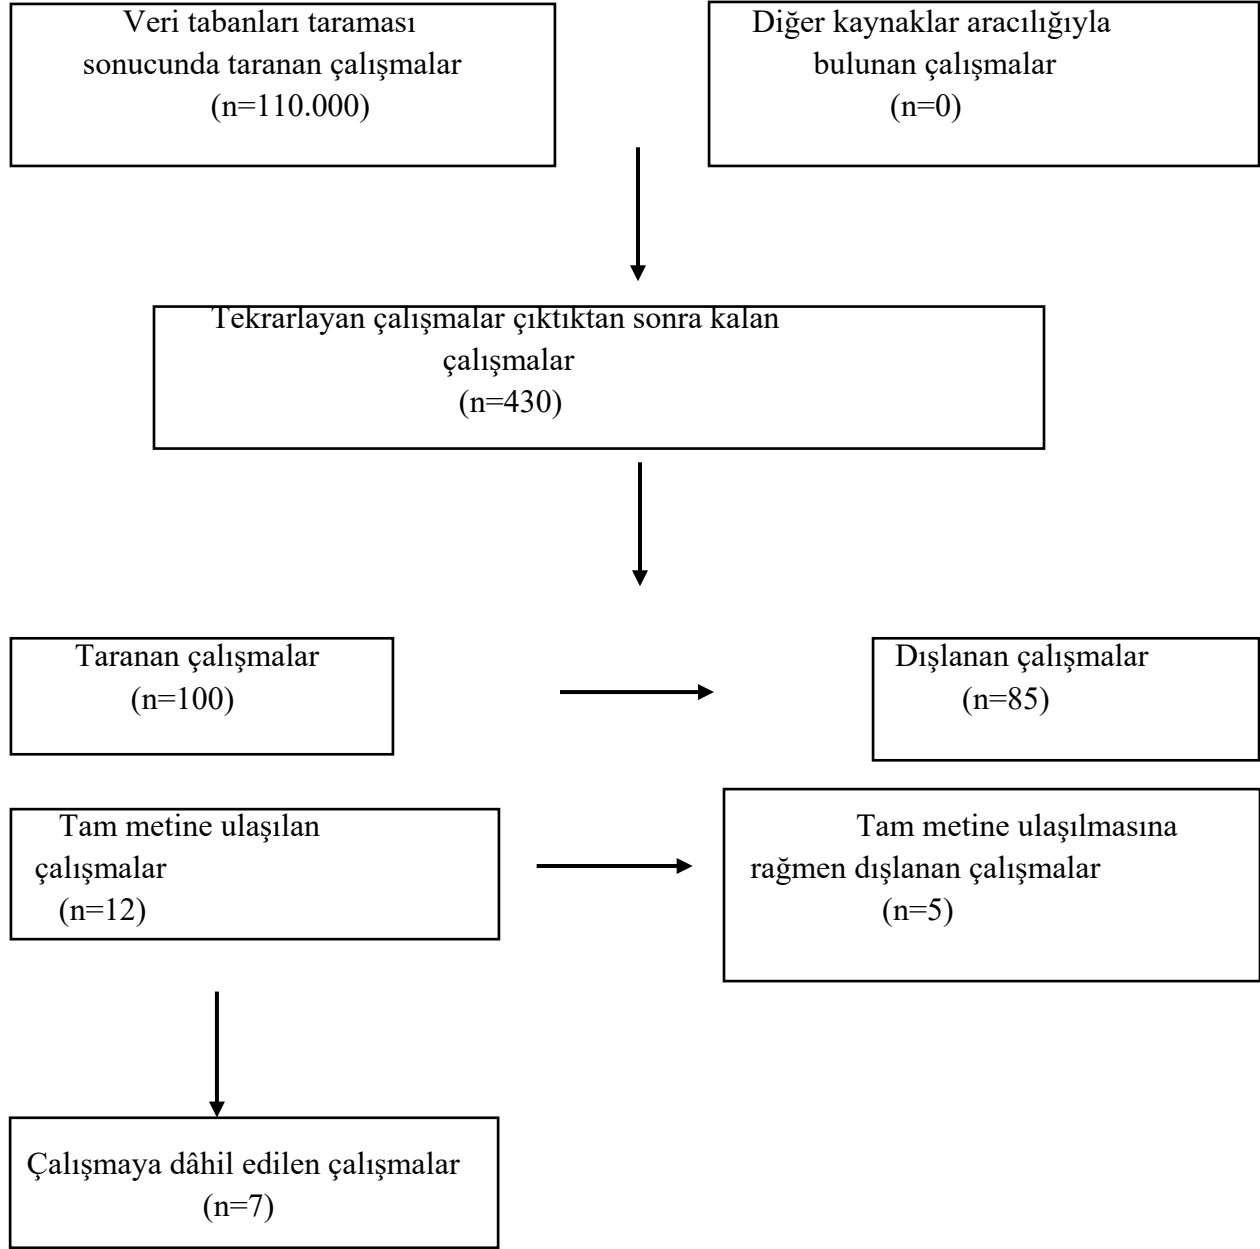 Veri tabanları taraması
sonucunda taranan çalışmalar
(n=110.000)
Diğer kaynaklar aracılığıyla
bulunan çalışmalar
(n=0)
Tekrarlayan çalışmalar çıktıktan sonra kalan
çalışmalar
(n=430)
Taranan çalışmalar
(n=100)
Dışlanan çalışmalar
(n=85)
Tam metine ulaşılan
çalışmalar
(n=12)
Tam metine ulaşılmasına
rağmen dışlanan çalışmalar
(n=5)
Çalışmaya dâhil edilen çalışmalar
(n=7)